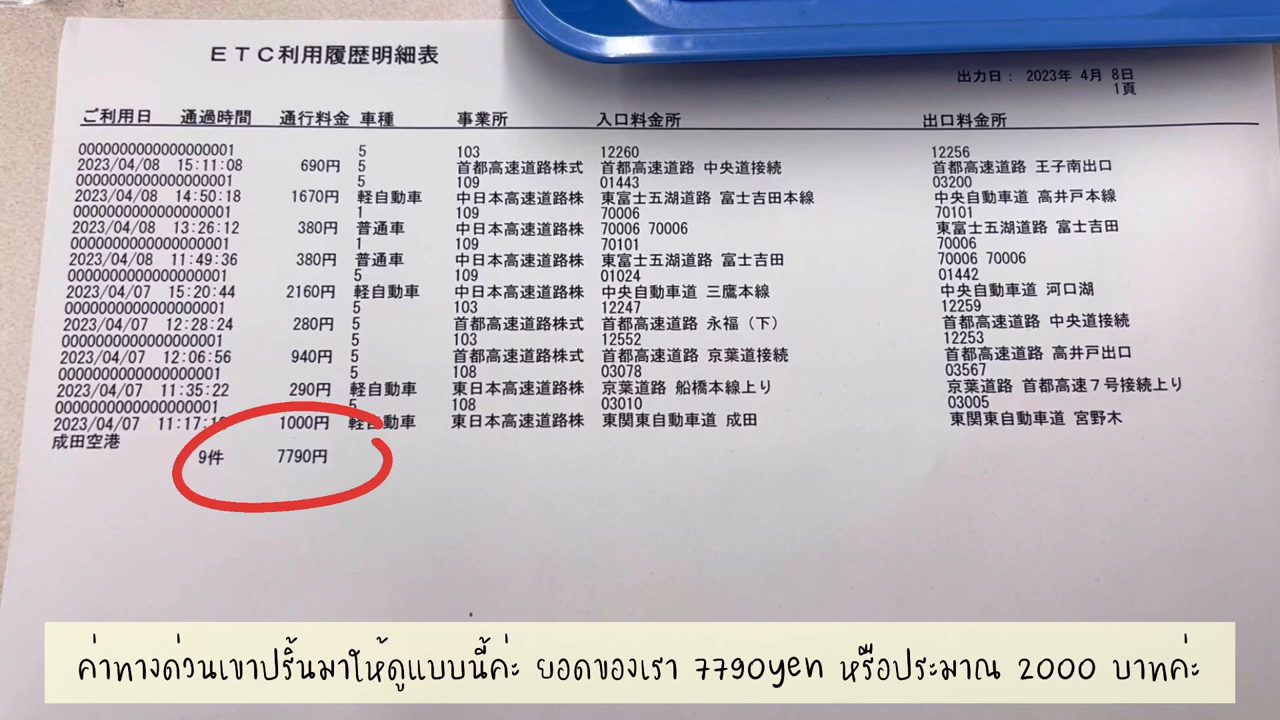 ETC利用履歴明細表
出力日： 2023年 4月 8日
1頁
ご利用日 通過時間 通行料金 車種 事業所 入口料金所 出口料金所
0000000000000000001 5 103 12260 12256
2023/04/08 15:11:08 690円 5 首都高速道路株式 首都高速道路 中央道接続 首都高速道路 王子南出口
0000000000000000001 5 109 01443 03200
2023/04/08 14:50:18 1670円 軽自動車 中日本高速道路株 東富士五湖道路 富士吉田本線 中央自動車道 高井戸本線
0000000000000000001 1 109 70006 70101
2023/04/08 13:26:12 380円 普通車 中日本高速道路株 70006 70006 東富士五湖道路 富士吉田
0000000000000000001 1 109 70101 70006
2023/04/08 11:49:36 380円 普通車 中日本高速道路株 東富士五湖道路 富士吉田 70006 70006
0000000000000000001 5 109 01024 01442
2023/04/07 15:20:44 2160円 軽自動車 中日本高速道路株 中央自動車道 三鷹本線 中央自動車道 河口湖
0000000000000000001 5 103 12247 12259
2023/04/07 12:28:24 280円 5 首都高速道路株式 首都高速道路 永福（下） 首都高速道路 中央道接続
0000000000000000001 5 103 12552 12253
2023/04/07 12:06:56 940円 5 首都高速道路株式 首都高速道路 京葉道接続 首都高速道路 高井戸出口
0000000000000000001 5 108 03078 03567
2023/04/07 11:35:22 290円 軽自動車 東日本高速道路株 京葉道路 船橋本線上り 京葉道路 首都高速７号接続上り
0000000000000000001 5 108 03010 03005
2023/04/07 1000円 軽自動車 東日本高速道路株 東関東自動車道 成田 東関東自動車道 宮野木
成田空港
9件 7790円
ค่าทางด่วนเขาปริ้นมาให้ดูแบบนี้ค่ะ ยอดของเรา 7790yen หรือประมาณ 2000 บาทค่ะ